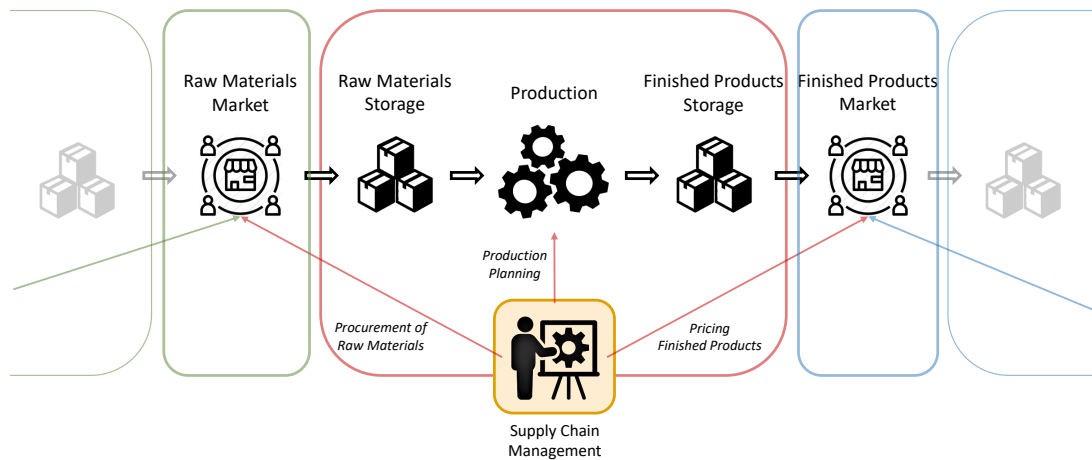 Raw Materials
Market
Raw Materials
Storage
Production
Finished Products
Storage
Finished Products
Market
Production
Planning
Procurement of
Raw Materials
Pricing
Finished Products
Supply Chain
Management